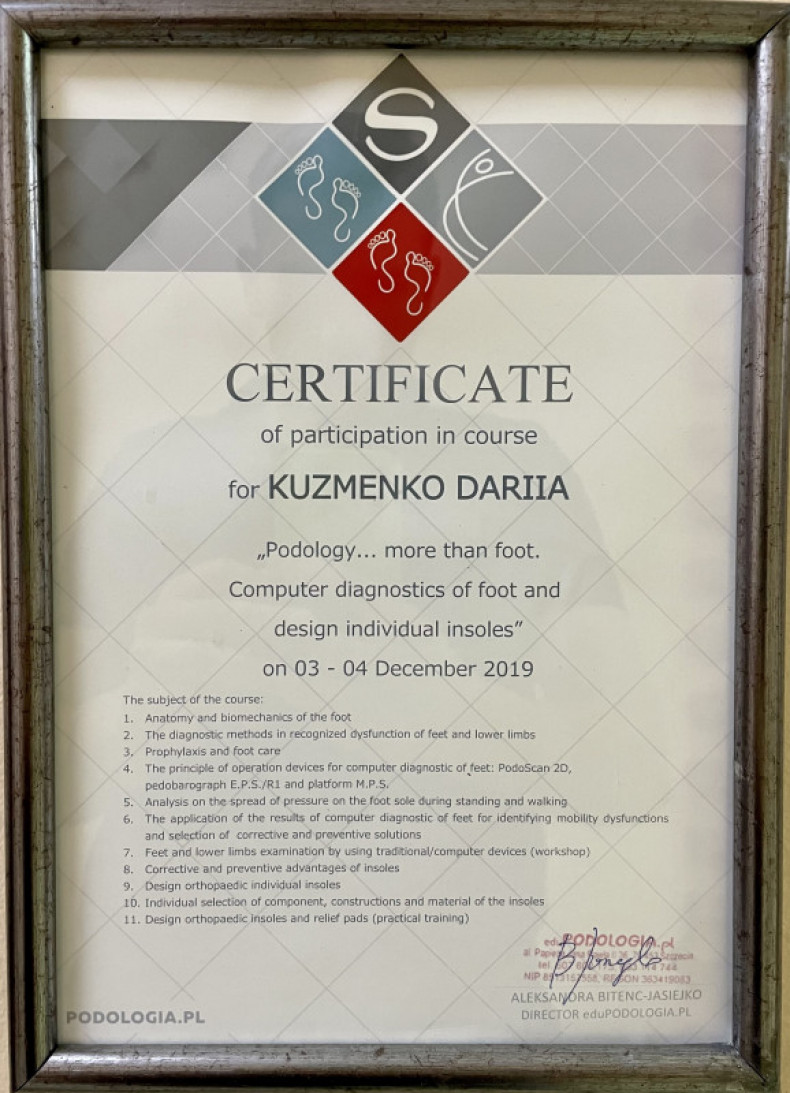 S
CERTIFICATE
of participation in course
for KUZMENKO DARIIA
„Podology... more than foot.
Computer diagnostics of foot and
design individual insoles”
on 03 - 04 December 2019
The subject of the course:
1. Anatomy and biomechanics of the foot
2. The diagnostic methods in recognized dysfunction of feet and lower limbs
3. Prophylaxis and foot care
4. The principle of operation devices for computer diagnostic of feet: PodoScan 2D,
pedobarograph E.P.S./R1 and platform M.P.S.
5. Analysis on the spread of pressure on the foot sole during standing and walking
6. The application of the results of computer diagnostic of feet for identifying mobility dysfunctions
and selection of corrective and preventive solutions
7. Feet and lower limbs examination by using traditional/computer devices (workshop)
8. Corrective and preventive advantages of insoles
9. Design orthopaedic individual insoles
10. Individual selection of component, constructions and material of the insoles
11. Design orthopaedic insoles and relief pads (practical training)
eduPODOLOGIA.pl
al. Szczecin
tel.
NIP REGON 363419083
ALEKSANDRA BITENC-JASIEJKO
DIRECTOR eduPODOLOGIA.PL
PODOLOGIA.PL